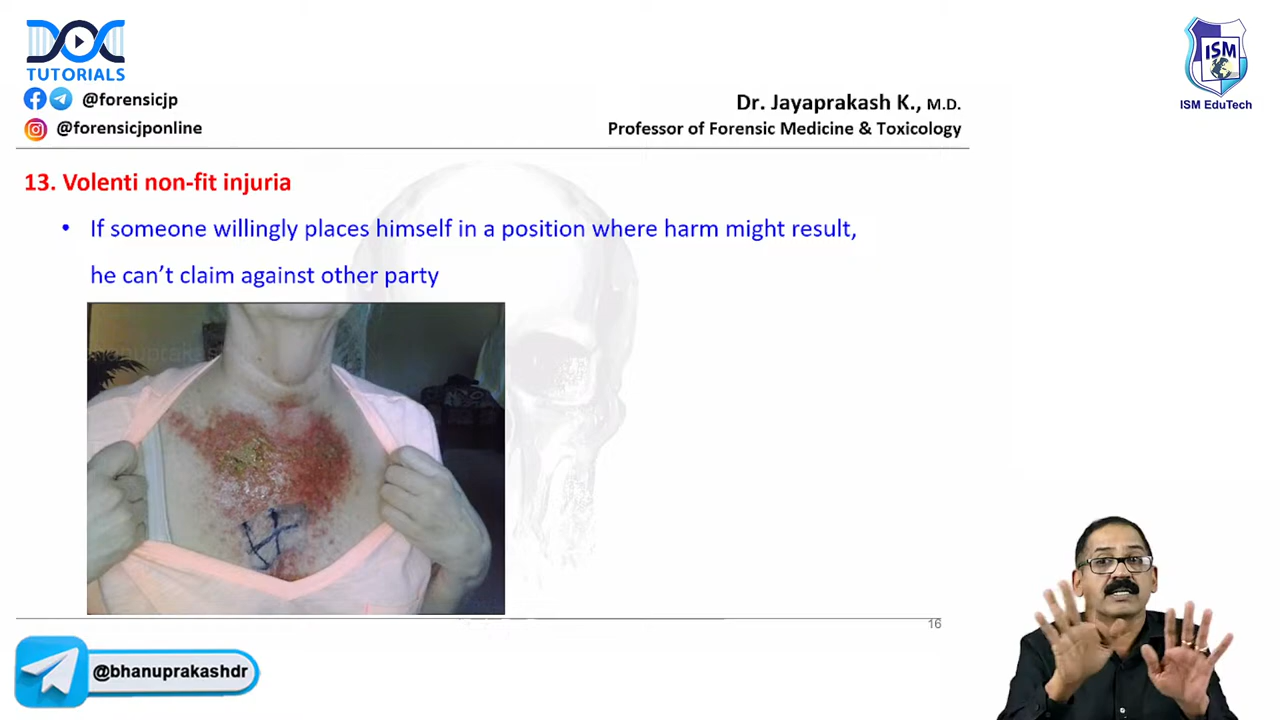 DOC
TUTORIALS
@forensicjp
@forensicjponline
Dr. Jayaprakash K., M.D.
Professor of Forensic Medicine & Toxicology
ISM
ISM EduTech
13. Volenti non-fit injuria
• If someone willingly places himself in a position where harm might result,
he can't claim against other party
16
@bhanuprakashdr